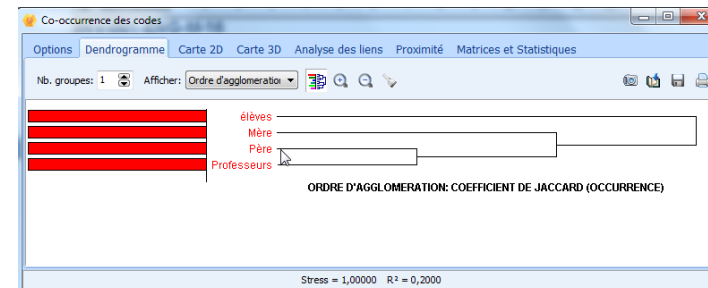 Co-occurrence des codes
Options Dendrogramme Carte 2D Carte 3D Analyse des liens Proximité Matrices et Statistiques
Nb. groupes: 1 Afficher: Ordre d'agglomeration
élèves
Mère
Père
Professeurs
ORDRE D'AGGLOMERATION: COEFFICIENT DE JACCARD (OCCURRENCE)
Stress = 1,00000 R² = 0,2000